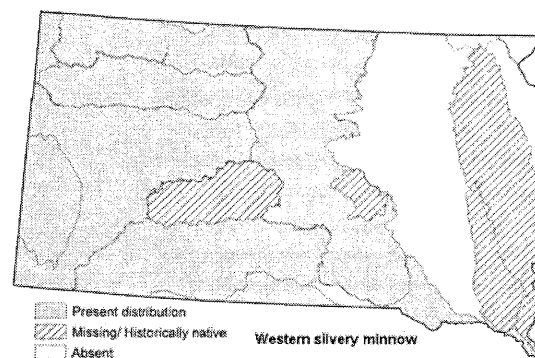 Present distribution
Missing/ Historically native
Absent
Western silvery minnow